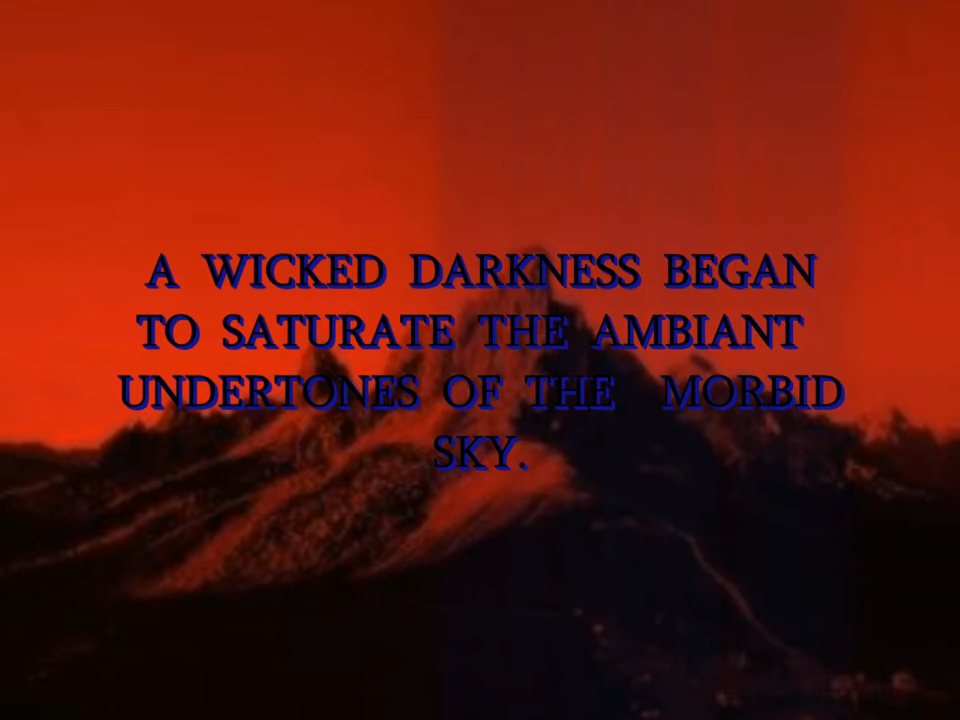 A WICKED DARKNESS BEGAN
TO SATURATE THE AMBIANT
UNDERTONES OF THE MORBID
SKY.